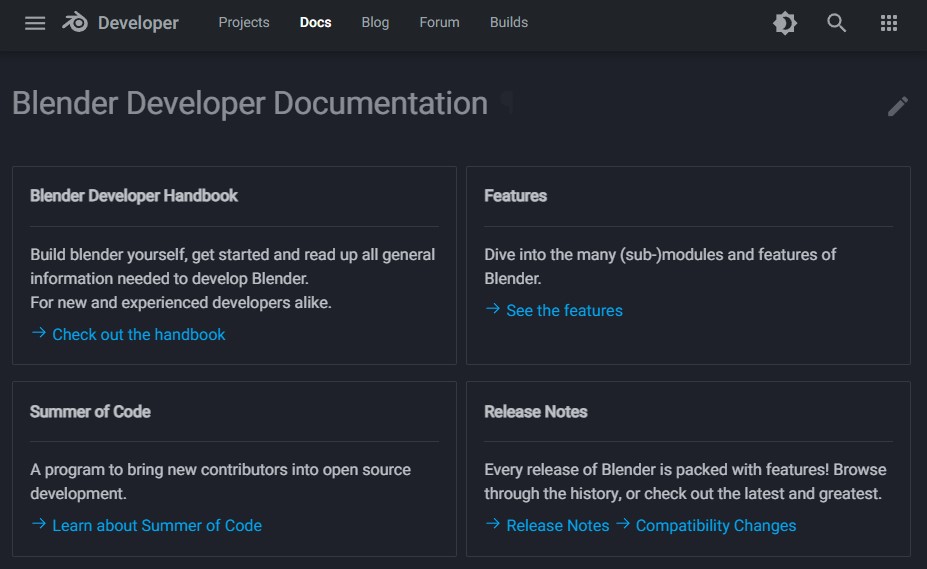 Developer Projects Docs Blog Forum Builds
Blender Developer Documentation ¶
Blender Developer Handbook
Build blender yourself, get started and read up all general
information needed to develop Blender.
For new and experienced developers alike.
→ Check out the handbook
Features
Dive into the many (sub-)modules and features of
Blender.
→ See the features
Summer of Code
A program to bring new contributors into open source
development.
→ Learn about Summer of Code
Release Notes
Every release of Blender is packed with features! Browse
through the history, or check out the latest and greatest.
→ Release Notes → Compatibility Changes